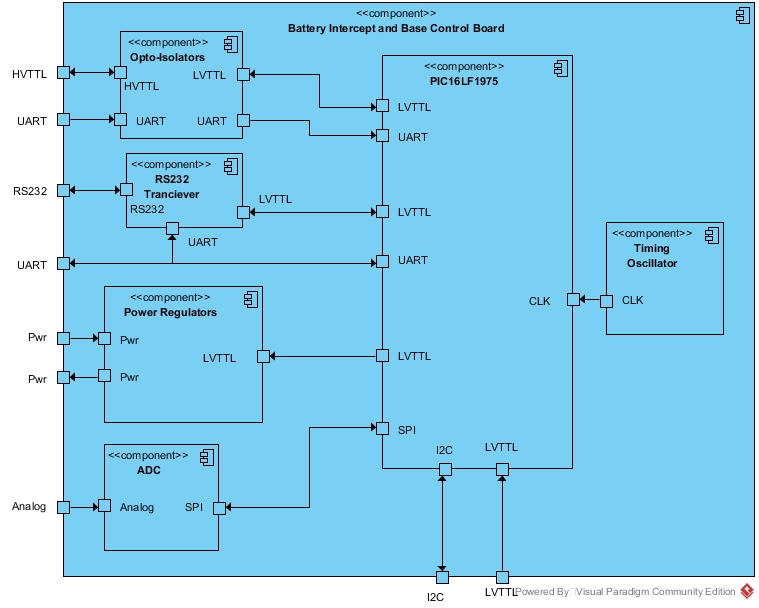 <<component>>
Battery Intercept and Base Control Board
<<component>>
Opto-Isolators
HVTTL
HVTTL
LVTTL
UART
UART
UART
<<component>>
PIC16LF1975
LVTTL
UART
<<component>>
RS232
Tranciever
RS232
RS232
LVTTL
LVTTL
UART
UART
UART
<<component>>
Timing
Oscillator
CLK
CLK
<<component>>
Power Regulators
Pwr
Pwr
LVTTL
LVTTL
Pwr
Pwr
SPI
<<component>>
ADC
Analog
Analog
SPI
I2C
LVTTL
I2C
LVTTL
Powered By Visual Paradigm Community Edition